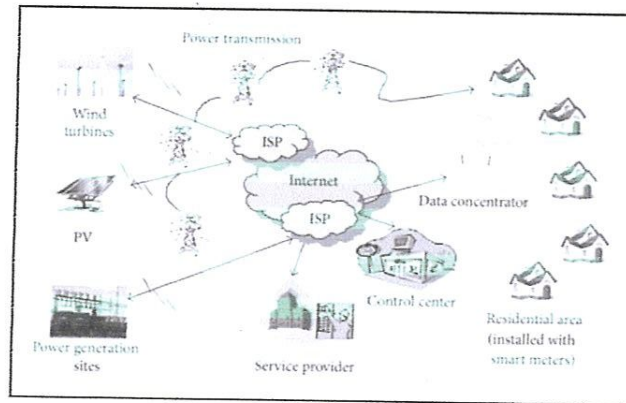 Power transmission
Wind
turbines
ISP
Internet
PV
ISP
Data concentrator
Control center
Power generation
sites
Service provider
Residential area
(installed with
smart meters)